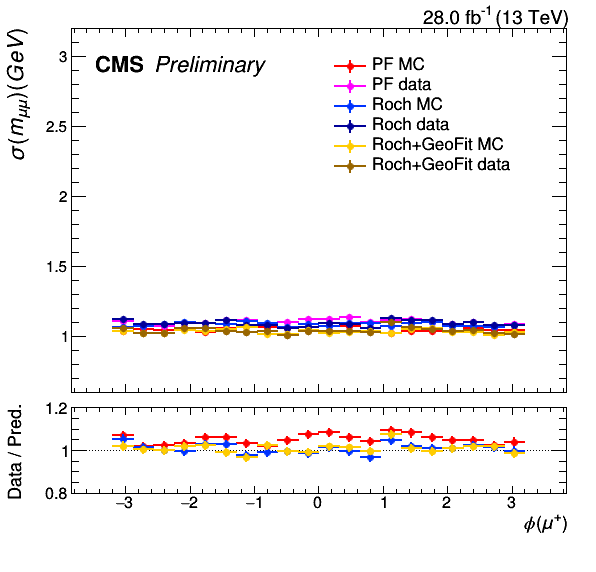 28.0 fb⁻¹ (13 TeV)
CMS Preliminary
PF MC
PF data
Roch MC
Roch data
Roch+GeoFit MC
Roch+GeoFit data
σ(m_μμ)(GeV)
3
2.5
2
1.5
1
Data / Pred.
1.2
1
0.8
−3 −2 −1 0 1 2 3
ϕ(μ⁺)